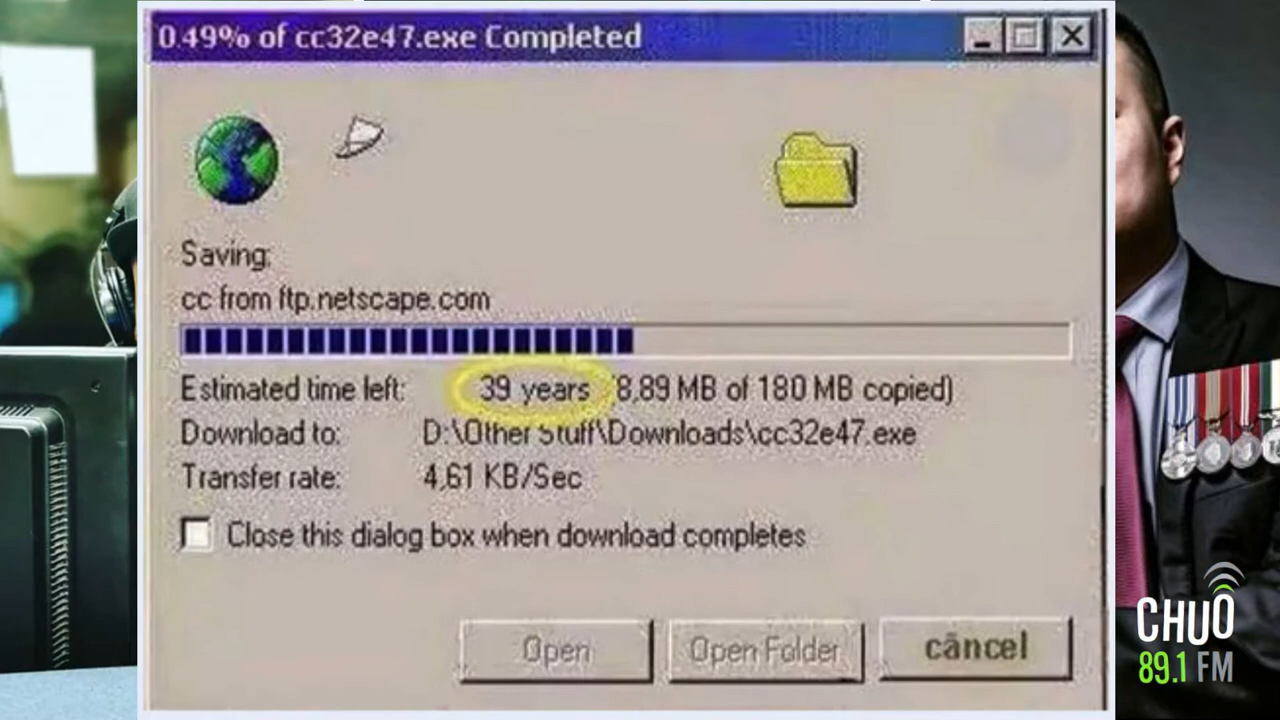 0.49% of cc32e47.exe Completed
Saving:
cc from ftp.netscape.com
Estimated time left: 39 years (8,89 MB of 180 MB copied)
Download to: D:\Other Stuff\Downloads\cc32e47.exe
Transfer rate: 4,61 KB/Sec
Close this dialog box when download completes
Open Open Folder cancel
CHUO
89.1 FM